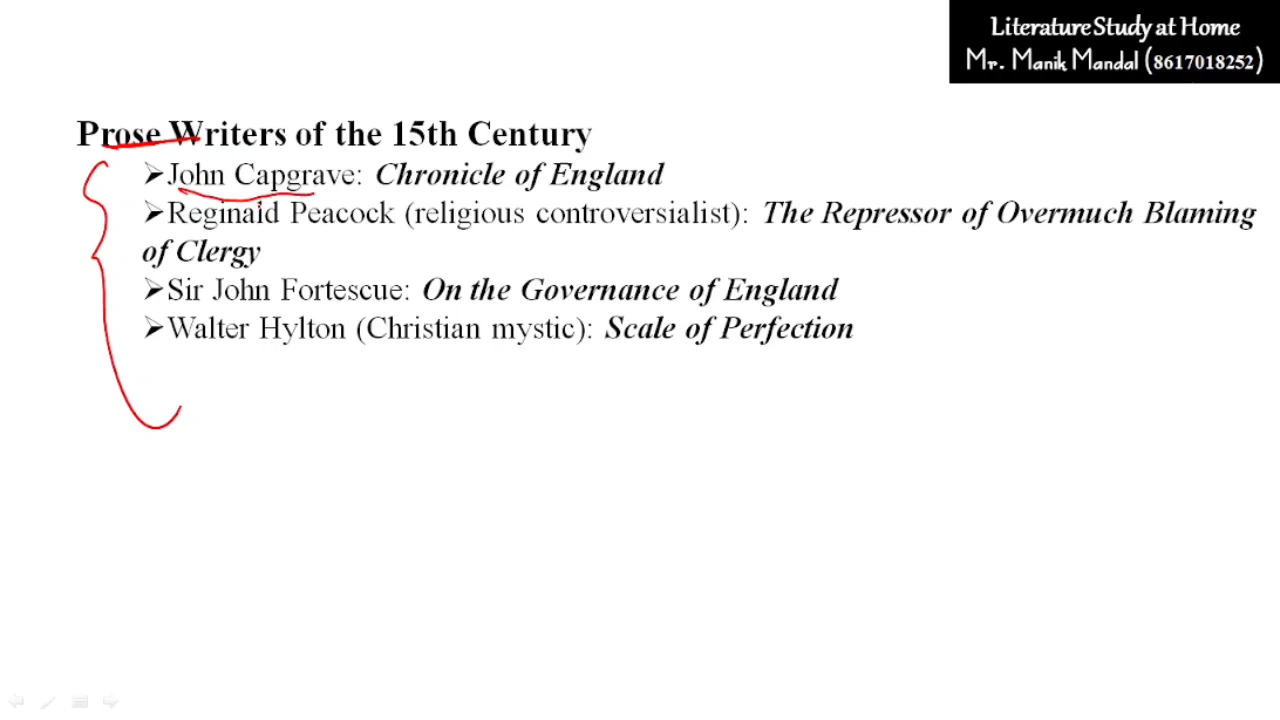 Literature Study at Home
Mr. Manik Mandal (8617018252)
Prose Writers of the 15th Century
➢John Capgrave: Chronicle of England
➢Reginald Peacock (religious controversialist): The Repressor of Overmuch Blaming
of Clergy
➢Sir John Fortescue: On the Governance of England
➢Walter Hylton (Christian mystic): Scale of Perfection